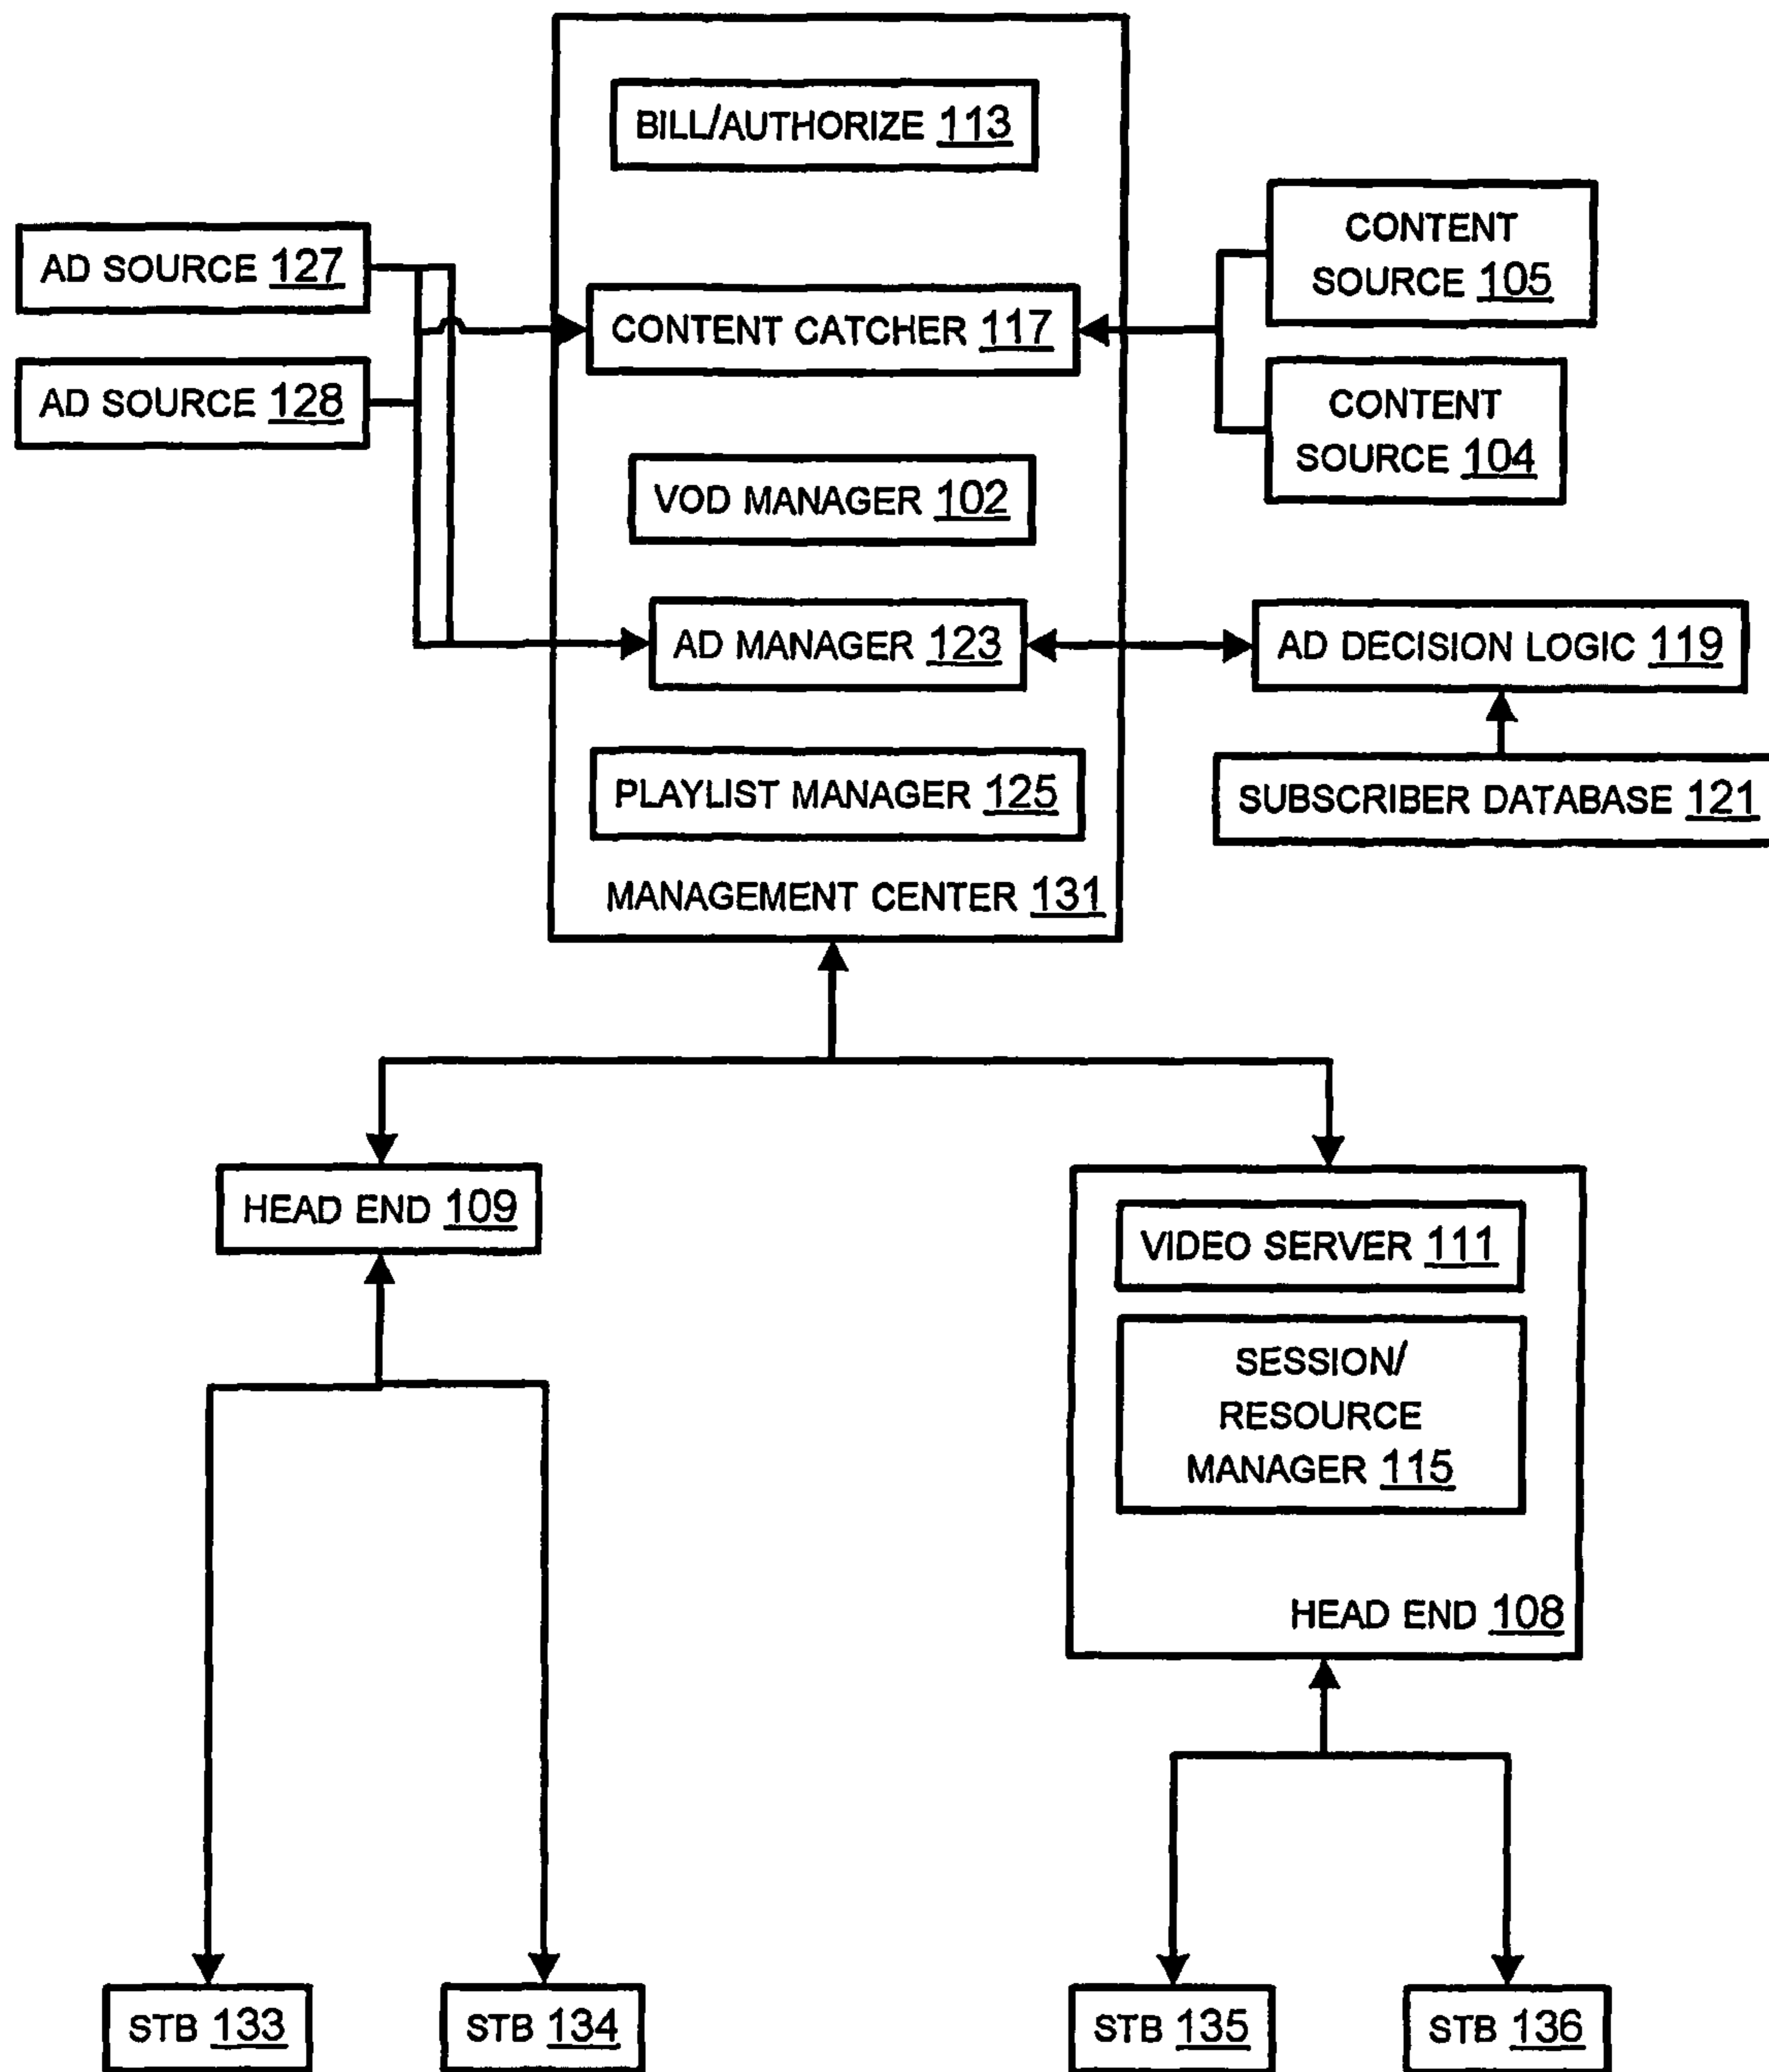 BILL/AUTHORIZE 113
AD SOURCE 127
CONTENT
SOURCE 105
CONTENT CATCHER 117
AD SOURCE 128
CONTENT
SOURCE 104
VOD MANAGER 102
AD MANAGER 123
AD DECISION LOGIC 119
PLAYLIST MANAGER 125
SUBSCRIBER DATABASE 121
MANAGEMENT CENTER 131
HEAD END 109
VIDEO SERVER 111
SESSION/
RESOURCE
MANAGER 115
HEAD END 108
STB 133
STB 134
STB 135
STB 136